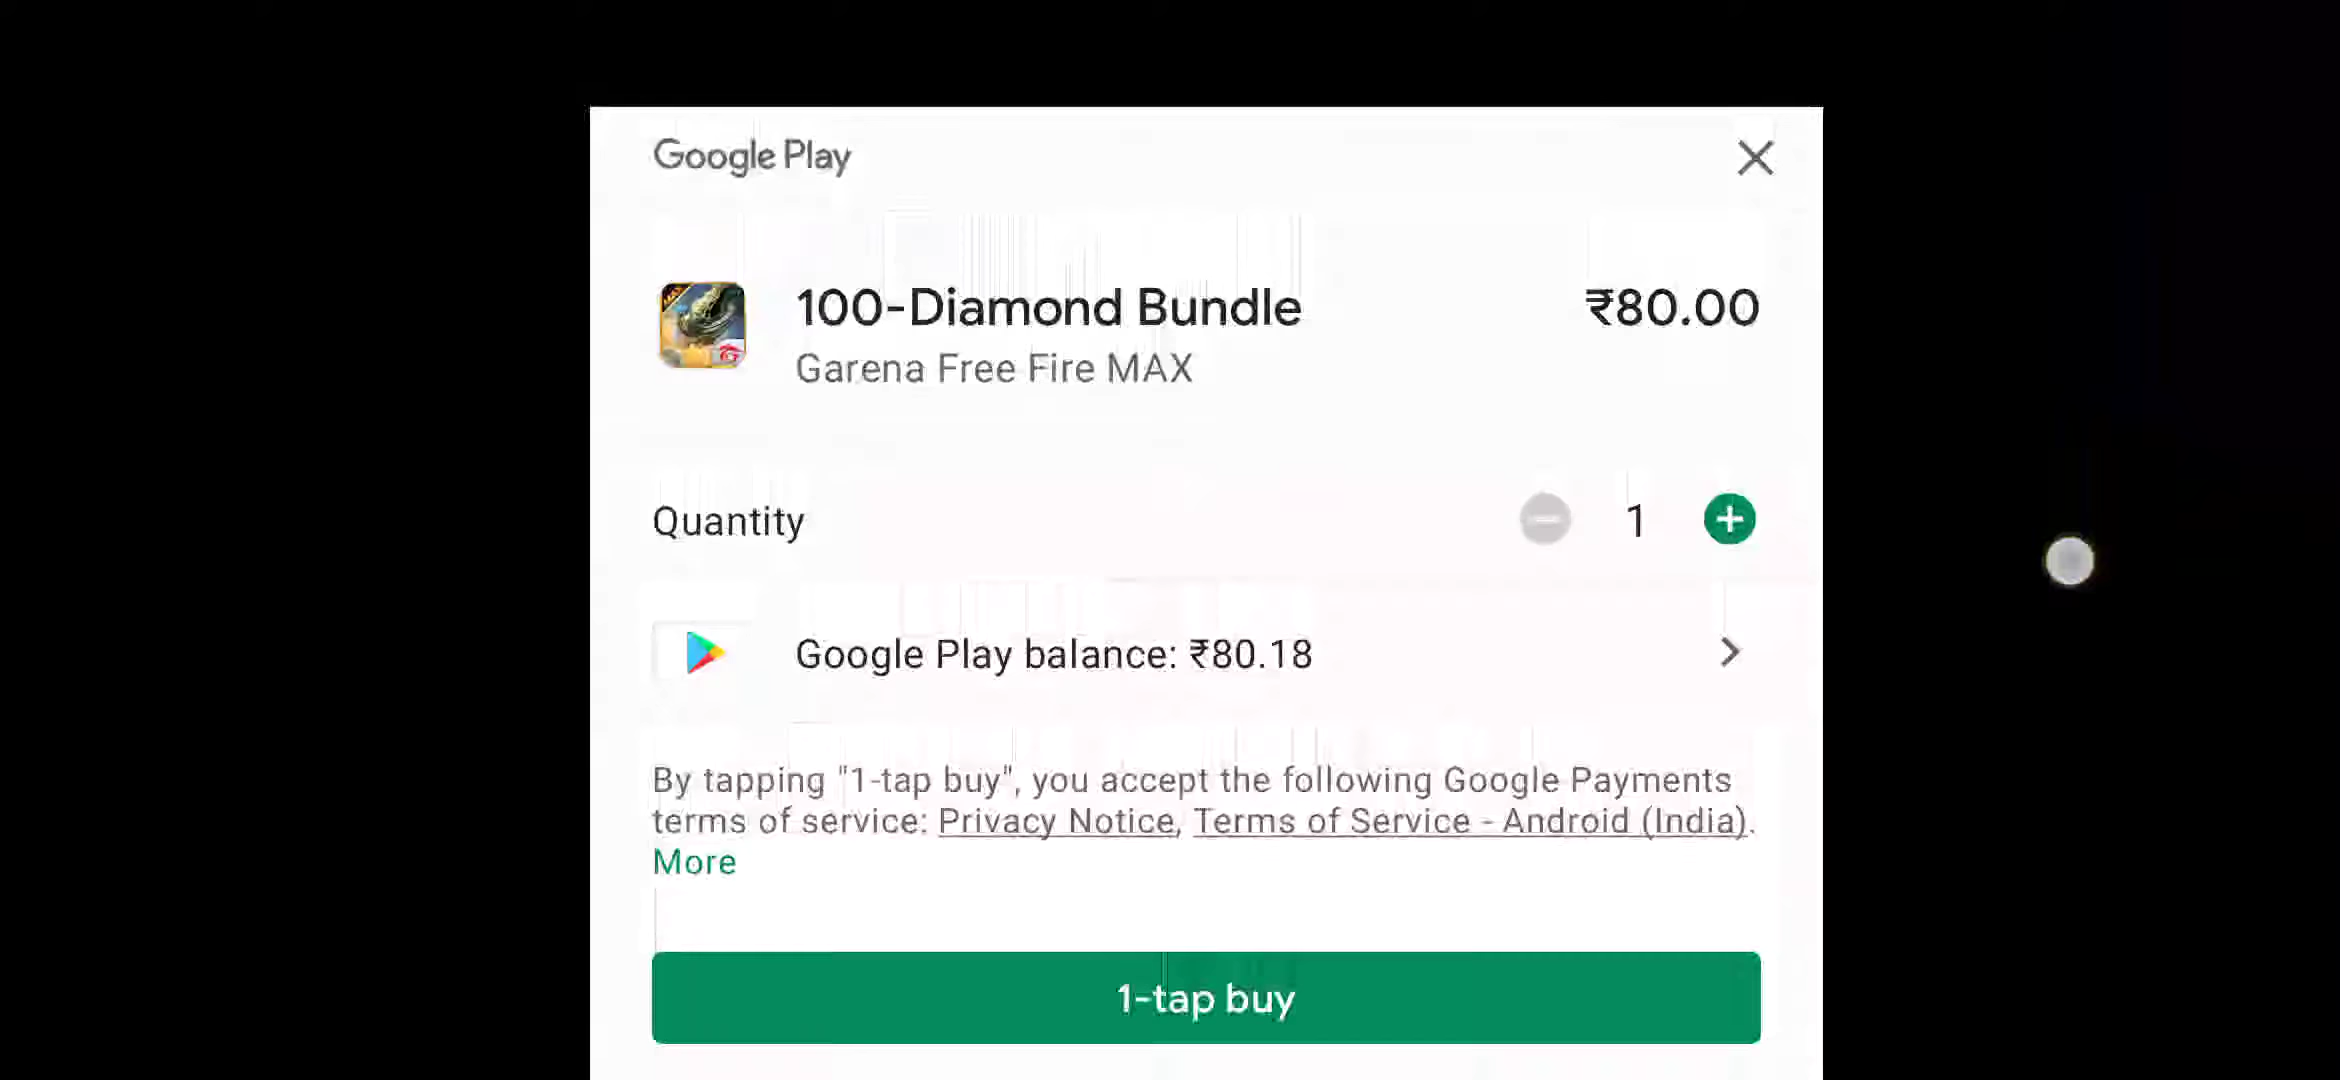 Google Play
100-Diamond Bundle ₹80.00
Garena Free Fire MAX
Quantity 1
Google Play balance: ₹80.18
By tapping "1-tap buy", you accept the following Google Payments
terms of service: Privacy Notice, Terms of Service - Android (India).
More
1-tap buy